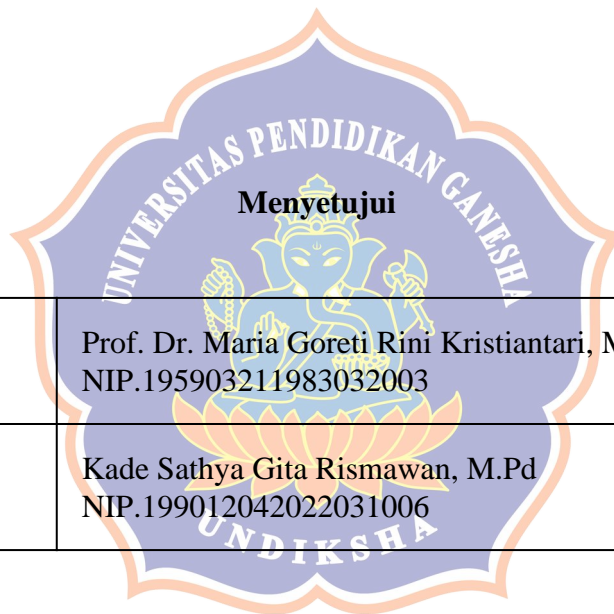 UNIVERSITAS PENDIDIKAN GANESHA
Menyetujui
Prof. Dr. Maria Goreti Rini Kristiantari, M
NIP.195903211983032003
Kade Sathya Gita Rismawan, M.Pd
NIP.199012042022031006
UNDIKSHA